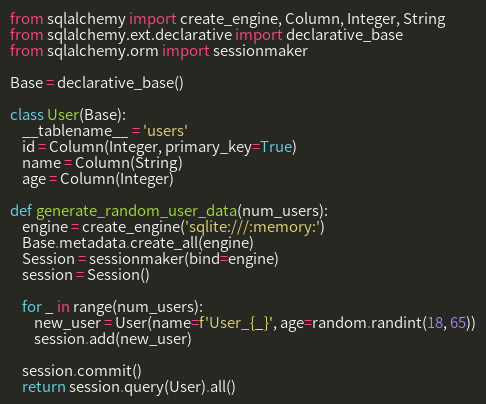 from sqlalchemy import create_engine, Column, Integer, String
from sqlalchemy.ext.declarative import declarative_base
from sqlalchemy.orm import sessionmaker

Base = declarative_base()

class User(Base):
    __tablename__ = 'users'
    id = Column(Integer, primary_key=True)
    name = Column(String)
    age = Column(Integer)

def generate_random_user_data(num_users):
    engine = create_engine('sqlite:///:memory:')
    Base.metadata.create_all(engine)
    Session = sessionmaker(bind=engine)
    session = Session()

    for _ in range(num_users):
        new_user = User(name=f'User_{_}', age=random.randint(18, 65))
        session.add(new_user)

    session.commit()
    return session.query(User).all()